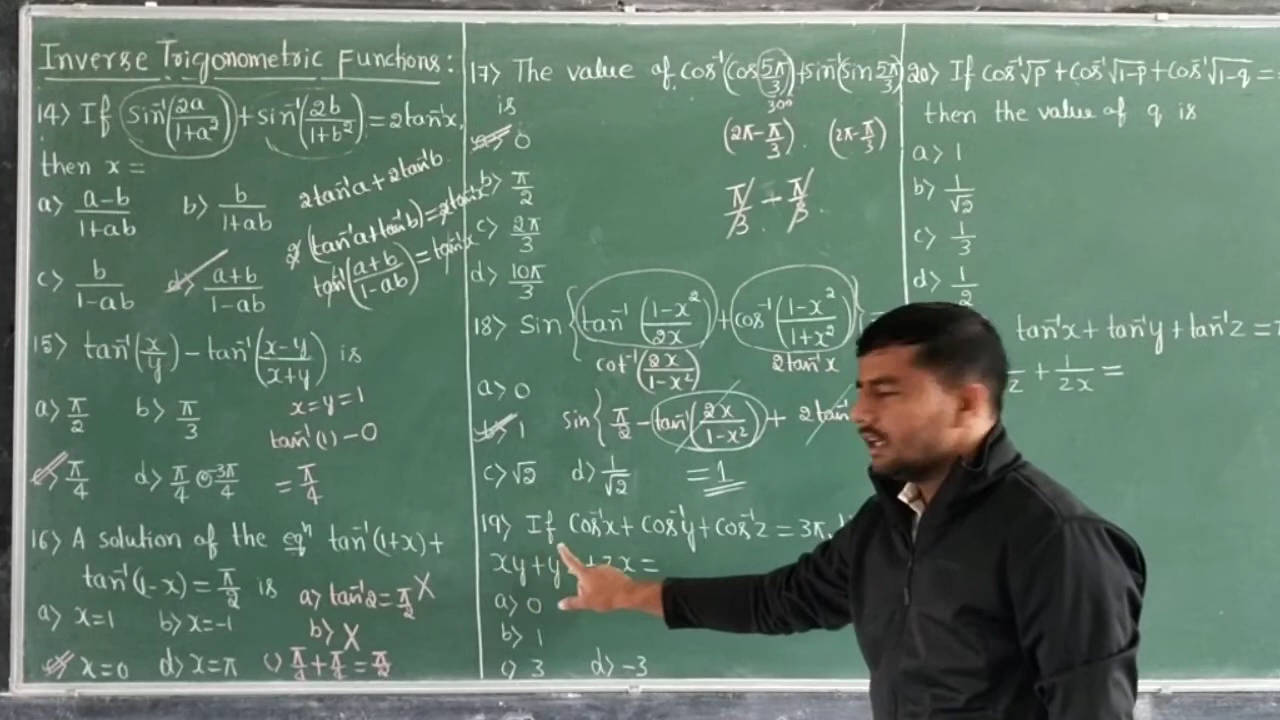 Inverse Trigonometric Functions:
14> If sin⁻¹(2a/1+a²) + sin⁻¹(2b/1+b²) = 2tan⁻¹x,
then x =
a> a-b/1+ab b> b/1+ab
c> b/1-ab d> a+b/1-ab
2tan⁻¹a + 2tan⁻¹b
2(tan⁻¹a + tan⁻¹b) = 2tan⁻¹x
tan⁻¹(a+b/1-ab) = tan⁻¹x
15> tan⁻¹(x/y) - tan⁻¹(x-y/x+y) is
a> π/2 b> π/3
c> π/4 d> π/4 or -3π/4
x=y=1
tan⁻¹(1) - 0
= π/4
16> A solution of the eqⁿ tan⁻¹(1+x) +
tan⁻¹(1-x) = π/2 is
a> x=1 b> x=-1
c> x=0 d> x=π
a> tan⁻¹2 = π/2 X
b> X
c) π/4 + π/4 = π/2
17> The value of cos⁻¹(cos 5π/3) + sin⁻¹(sin 5π/3)
is
300
a> 0
b> π/2
c> 2π/3
d> 10π/3
(2π - π/3) (2π - π/3)
π/3 - π/3
18> Sin{tan⁻¹(1-x²/2x) + cos⁻¹(1-x²/1+x²)}
cot⁻¹(2x/1-x²) 2tan⁻¹x
a> 0
b> 1
c> √2 d> 1/√2
sin{π/2 - tan⁻¹(2x/1-x²) + 2tan⁻¹
= 1
19> If cos⁻¹x + cos⁻¹y + cos⁻¹z = 3π,
xy + y + zx =
a> 0
b> 1
c) 3 d> -3
20> If cos⁻¹√p + cos⁻¹√1-p + cos⁻¹√1-q =
then the value of q is
a> 1
b> 1/√2
c> 1/3
d> 1/2
tan⁻¹x + tan⁻¹y + tan⁻¹z =
+ 1/zx =